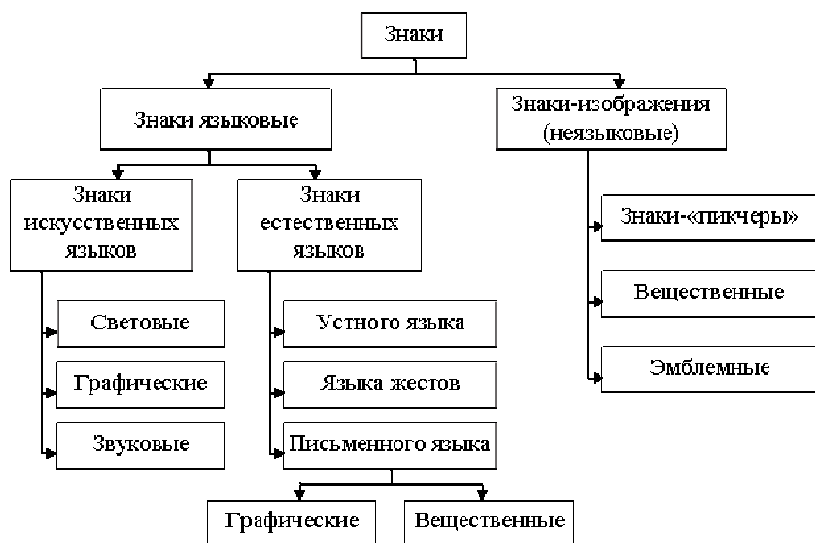 Знаки
Знаки языковые
Знаки-изображения
(неязыковые)
Знаки
искусственных
языков
Знаки
естественных
языков
Знаки-«пикчеры»
Вещественные
Эмблемные
Световые
Графические
Звуковые
Устного языка
Языка жестов
Письменного языка
Графические
Вещественные